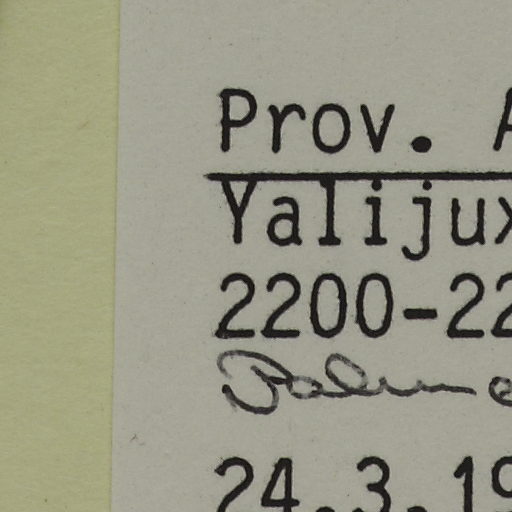 Prov. A
Yalijux
2200-22
24.3.19